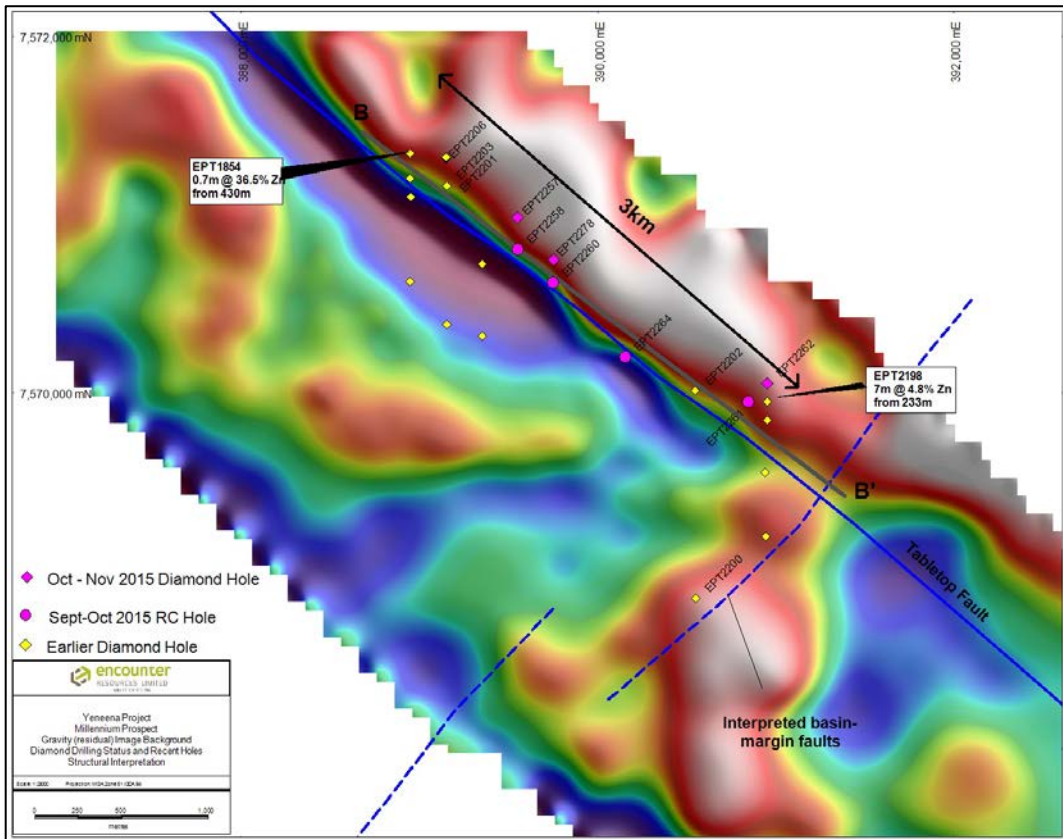 7,572,000 mN
388,000 mE
390,000 mE
392,000 mE
B
EPT2206
EPT2203
EPT2201
EPT1854
0.7m @ 36.5% Zn
from 430m
EPT2257
EPT2258
EPT2278
EPT2260
3km
EPT2264
EPT2202
EPT2262
EPT2198
7m @ 4.8% Zn
from 233m
7,570,000 mN
EPT2261
B'
Tabletop Fault
EPT2200
Interpreted basin-
margin faults
Oct - Nov 2015 Diamond Hole
Sept-Oct 2015 RC Hole
Earlier Diamond Hole
encounter
RESOURCES LIMITED
Yeneena Project
Millennium Prospect
Gravity (residual) Image Background
Diamond Drilling Status and Recent Holes
Structural Interpretation
0 250 500 1,000
metres